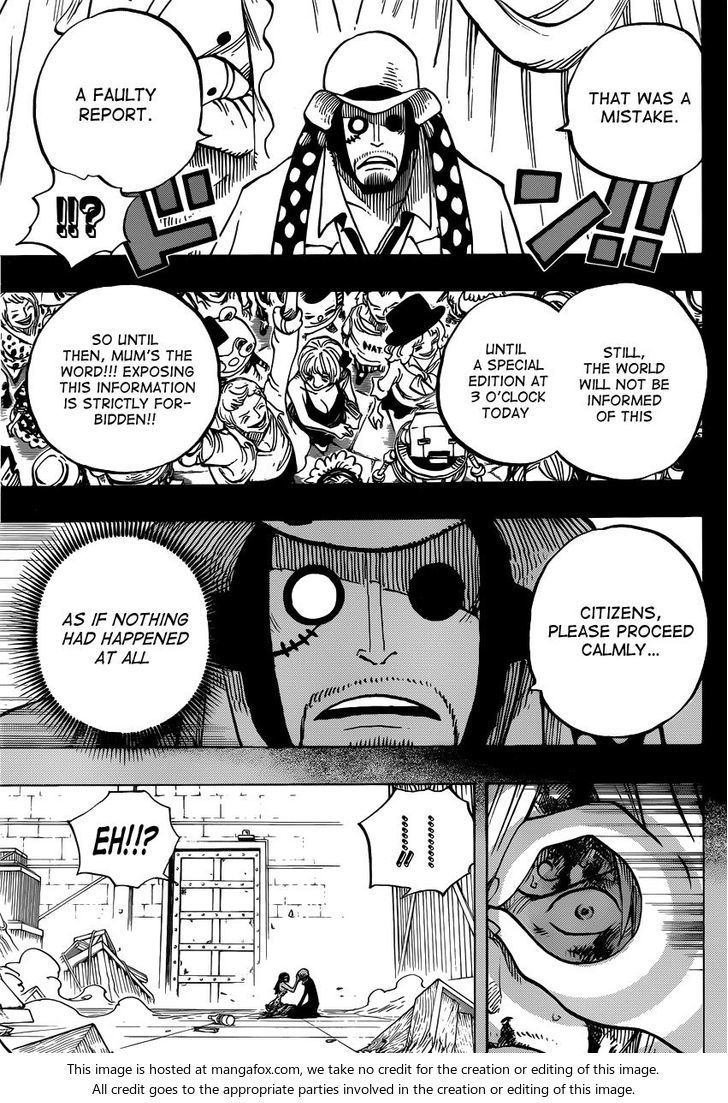 THAT WAS A
MISTAKE.
A FAULTY
REPORT.
!!?
ドン!!
STILL,
THE WORLD
WILL NOT BE
INFORMED
OF THIS
UNTIL
A SPECIAL
EDITION AT
3 O'CLOCK
TODAY
SO UNTIL
THEN, MUM'S THE
WORD!!! EXPOSING
THIS INFORMATION
IS STRICTLY FOR-
BIDDEN!!
NAT
CITIZENS,
PLEASE PROCEED
CALMLY...
AS IF NOTHING
HAD HAPPENED
AT ALL
EH!!?
This image is hosted at mangafox.com, we take no credit for the creation or editing of this image.
All credit goes to the appropriate parties involved in the creation or editing of this image.